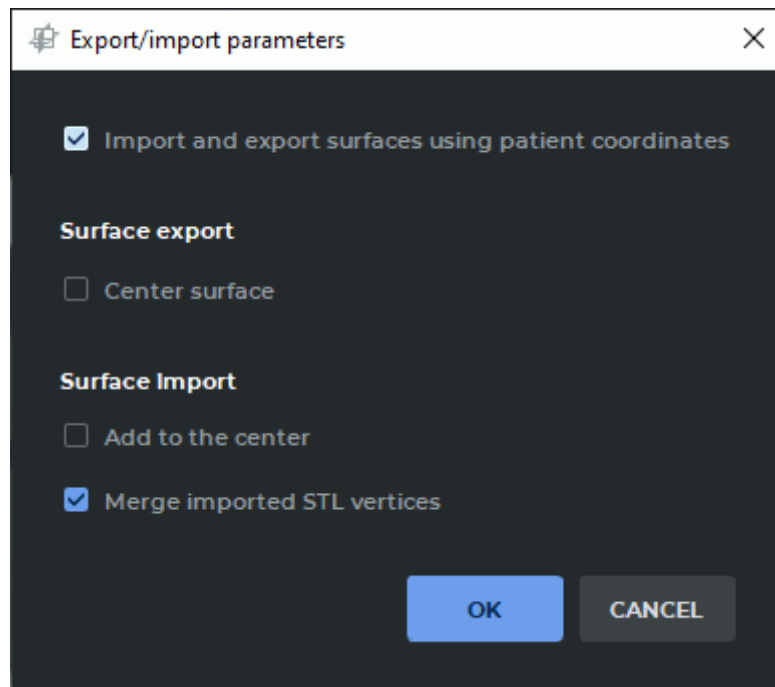 Export/import parameters
Import and export surfaces using patient coordinates
Surface export
Center surface
Surface Import
Add to the center
Merge imported STL vertices
OK CANCEL